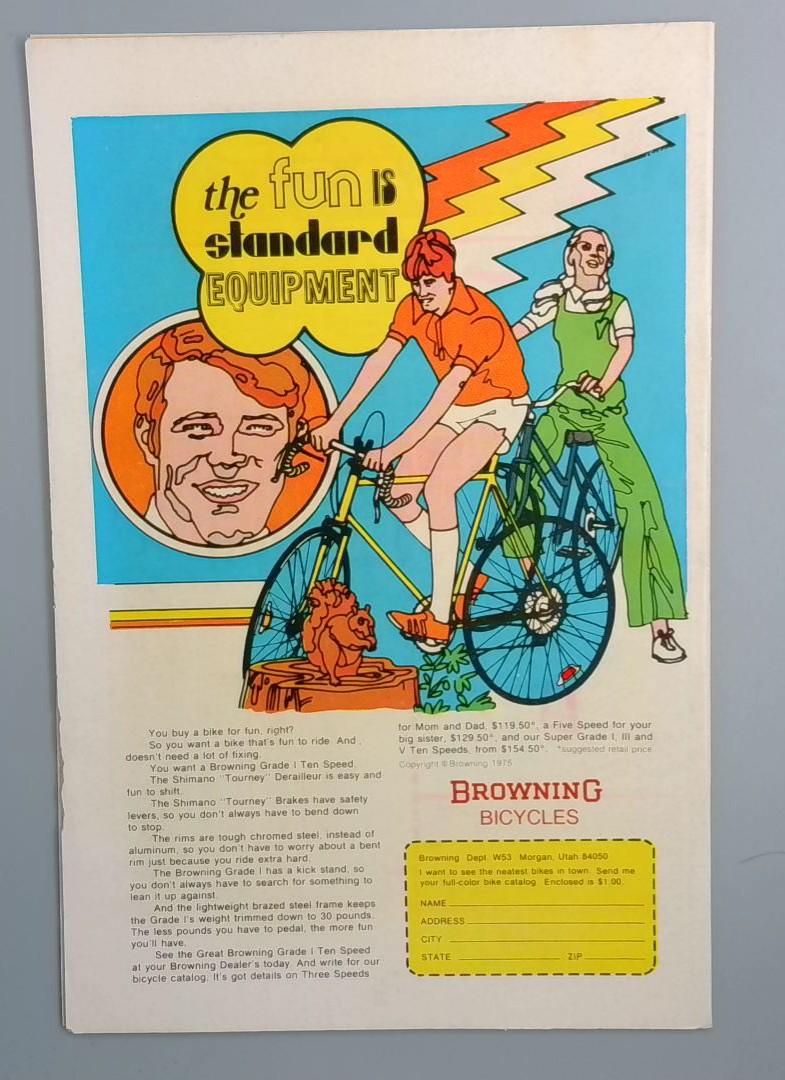 the fun IS
standard
EQUIPMENT
You buy a bike for fun, right?
So you want a bike that's fun to ride. And
doesn't need a lot of fixing.
You want a Browning Grade I Ten Speed.
The Shimano "Tourney" Derailleur is easy and
fun to shift.
The Shimano "Tourney" Brakes have safety
levers, so you don't always have to bend down
to stop.
The rims are tough chromed steel, instead of
aluminum, so you don't have to worry about a bent
rim just because you ride extra hard.
The Browning Grade I has a kick stand, so
you don't always have to search for something to
lean it up against.
And the lightweight brazed steel frame keeps
the Grade I's weight trimmed down to 30 pounds.
The less pounds you have to pedal, the more fun
you'll have.
See the Great Browning Grade I Ten Speed
at your Browning Dealer's today. And write for our
bicycle catalog. It's got details on Three Speeds
for Mom and Dad, $119.50*, a Five Speed for your
big sister, $129.50*, and our Super Grade I, III and
V Ten Speeds, from $154.50*. *suggested retail price
Copyright © Browning 1975
BROWNING
BICYCLES
Browning Dept. W53 Morgan, Utah 84050
I want to see the neatest bikes in town. Send me
your full-color bike catalog. Enclosed is $1.00.
NAME
ADDRESS
CITY
STATE ZIP